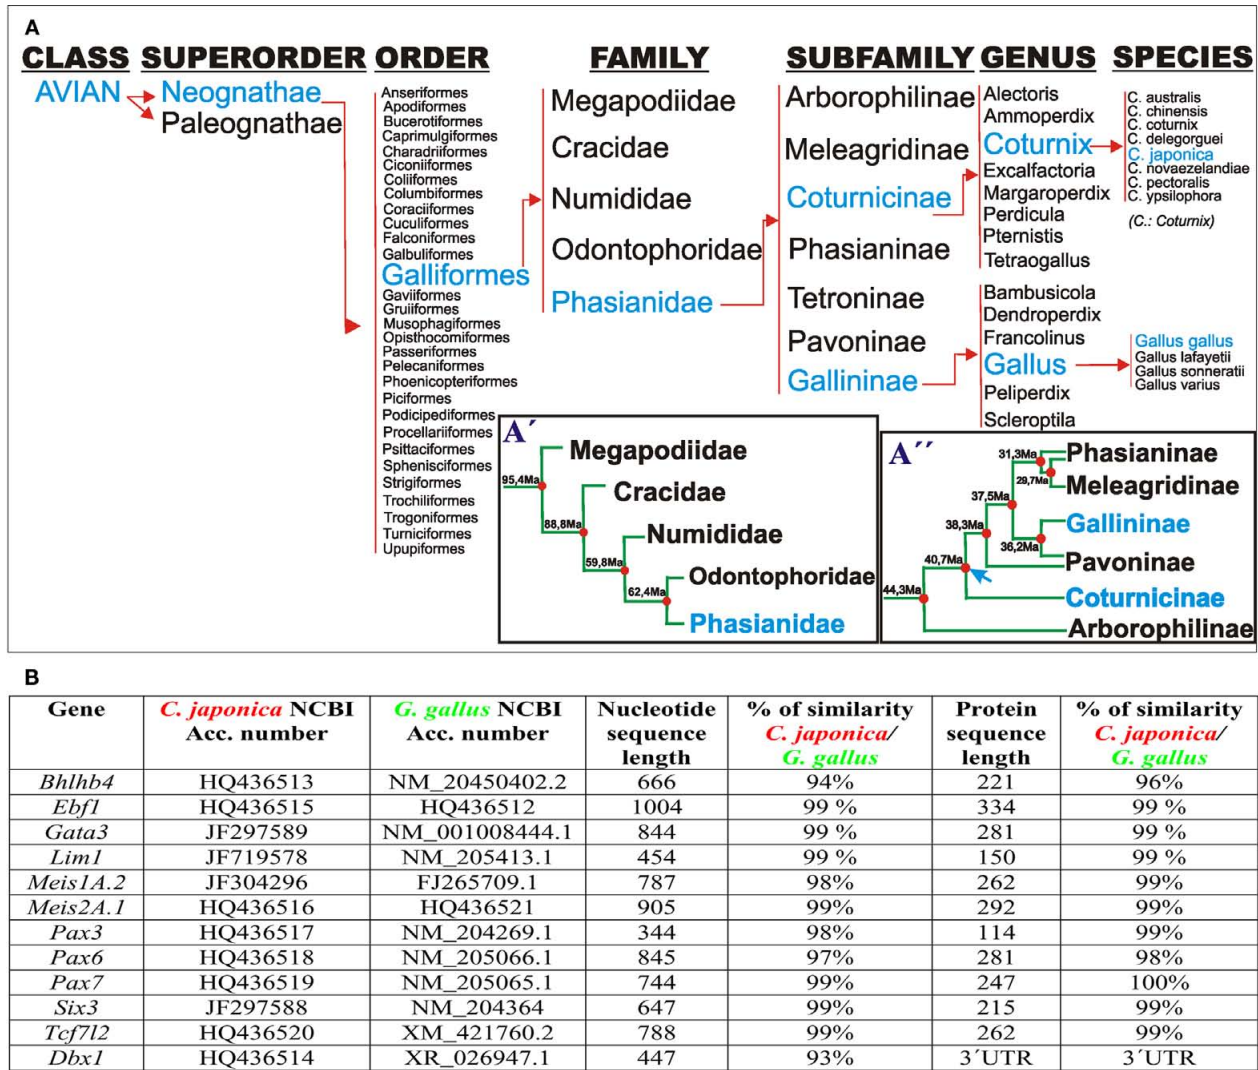 A
CLASS SUPERORDER ORDER FAMILY SUBFAMILY GENUS SPECIES
AVIAN
Neognathae
Paleognathae
Anseriformes
Apodiformes
Bucerotiformes
Caprimulgiformes
Charadriiformes
Ciconiiformes
Coliiformes
Columbiformes
Coraciiformes
Cuculiformes
Falconiformes
Galbuliformes
Galliformes
Gaviiformes
Gruiiformes
Musophagiformes
Opisthocomiformes
Passeriformes
Pelecaniformes
Phoenicopteriformes
Piciformes
Podicipediformes
Procellariiformes
Psittaciformes
Sphenisciformes
Strigiformes
Trochiliformes
Trogoniformes
Turniciformes
Upupiformes
Megapodiidae
Cracidae
Numididae
Odontophoridae
Phasianidae
Arborophilinae
Meleagridinae
Coturnicinae
Phasianinae
Tetroninae
Pavoninae
Gallininae
Alectoris
Ammoperdix
Coturnix
Excalfactoria
Margaroperdix
Perdicula
Pternistis
Tetraogallus
Bambusicola
Dendroperdix
Francolinus
Gallus
Peliperdix
Scleroptila
C. australis
C. chinensis
C. coturnix
C. delegorguei
C. japonica
C. novaezelandiae
C. pectoralis
C. ypsilophora
(C.: Coturnix)
Gallus gallus
Gallus lafayetii
Gallus sonneratii
Gallus varius
A´
Megapodiidae
95,4Ma
Cracidae
88,8Ma
Numididae
59,8Ma
Odontophoridae
62,4Ma
Phasianidae
A´´
31,3Ma
Phasianinae
29,7Ma
Meleagridinae
37,5Ma
Gallininae
38,3Ma
36,2Ma
Pavoninae
40,7Ma
44,3Ma
Coturnicinae
Arborophilinae
B
Gene C. japonica NCBI Acc. number G. gallus NCBI Acc. number Nucleotide sequence length % of similarity C. japonica/ G. gallus Protein sequence length % of similarity C. japonica/ G. gallus
Bhlhb4 HQ436513 NM_20450402.2 666 94% 221 96%
Ebf1 HQ436515 HQ436512 1004 99 % 334 99 %
Gata3 JF297589 NM_001008444.1 844 99 % 281 99 %
Lim1 JF719578 NM_205413.1 454 99 % 150 99 %
Meis1A.2 JF304296 FJ265709.1 787 98% 262 99%
Meis2A.1 HQ436516 HQ436521 905 99% 292 99%
Pax3 HQ436517 NM_204269.1 344 98% 114 99%
Pax6 HQ436518 NM_205066.1 845 97% 281 98%
Pax7 HQ436519 NM_205065.1 744 99% 247 100%
Six3 JF297588 NM_204364 647 99% 215 99%
Tcf7l2 HQ436520 XM_421760.2 788 99% 262 99%
Dbx1 HQ436514 XR_026947.1 447 93% 3´UTR 3´UTR